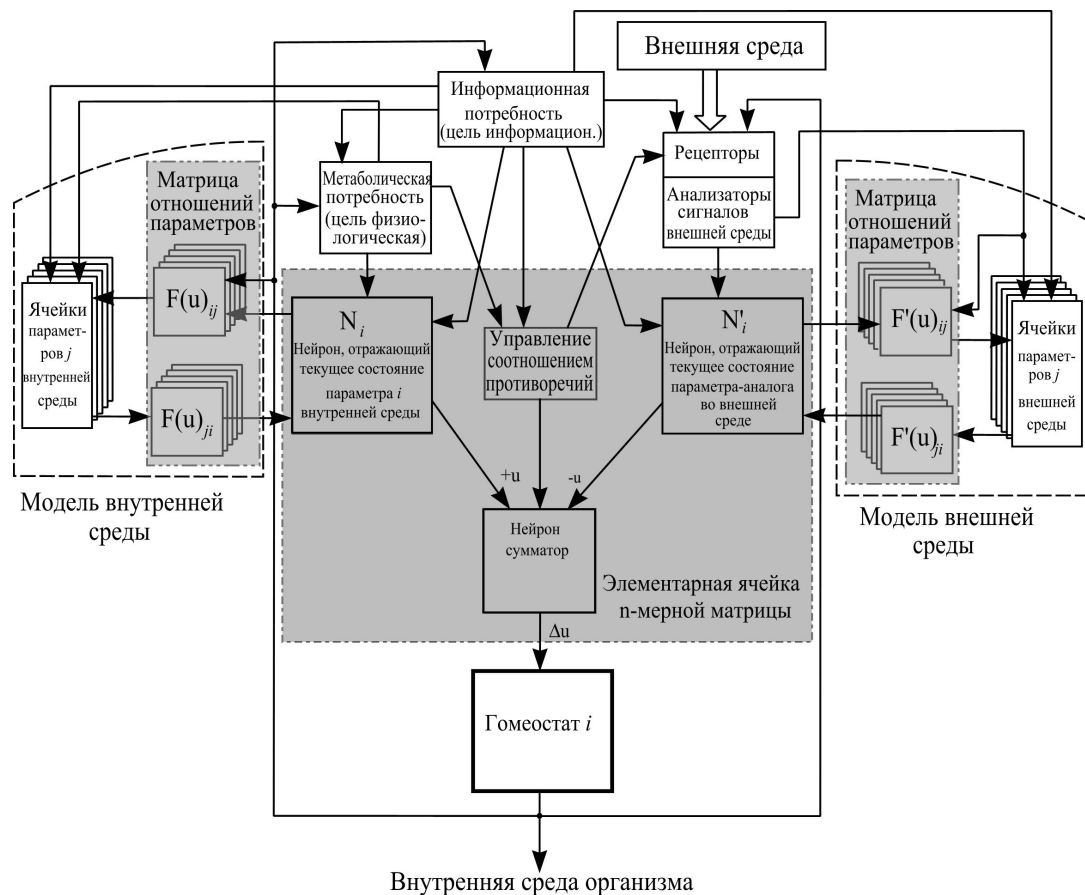 Внешняя среда
Информационная
потребность
(цель информацион.)
Рецепторы
Анализаторы
сигналов
внешней среды
Метаболическая
потребность
(цель физио-
логическая)
Матрица
отношений
параметров
F(u)ij
F(u)ji
Ячейки
парамет-
ров j
внутренней
среды
Модель внутренней
среды
Ni
Нейрон, отражающий
текущее состояние
параметра i
внутренней среды
Управление
соотношением
противоречий
N'i
Нейрон, отражающий
текущее состояние
параметра-аналога
во внешней
среде
Матрица
отношений
параметров
F'(u)ij
F'(u)ji
Ячейки
парамет-
ров j
внешней
среды
Модель внешней
среды
+u
-u
Нейрон
сумматор
Элементарная ячейка
n-мерной матрицы
Δu
Гомеостат i
Внутренняя среда организма